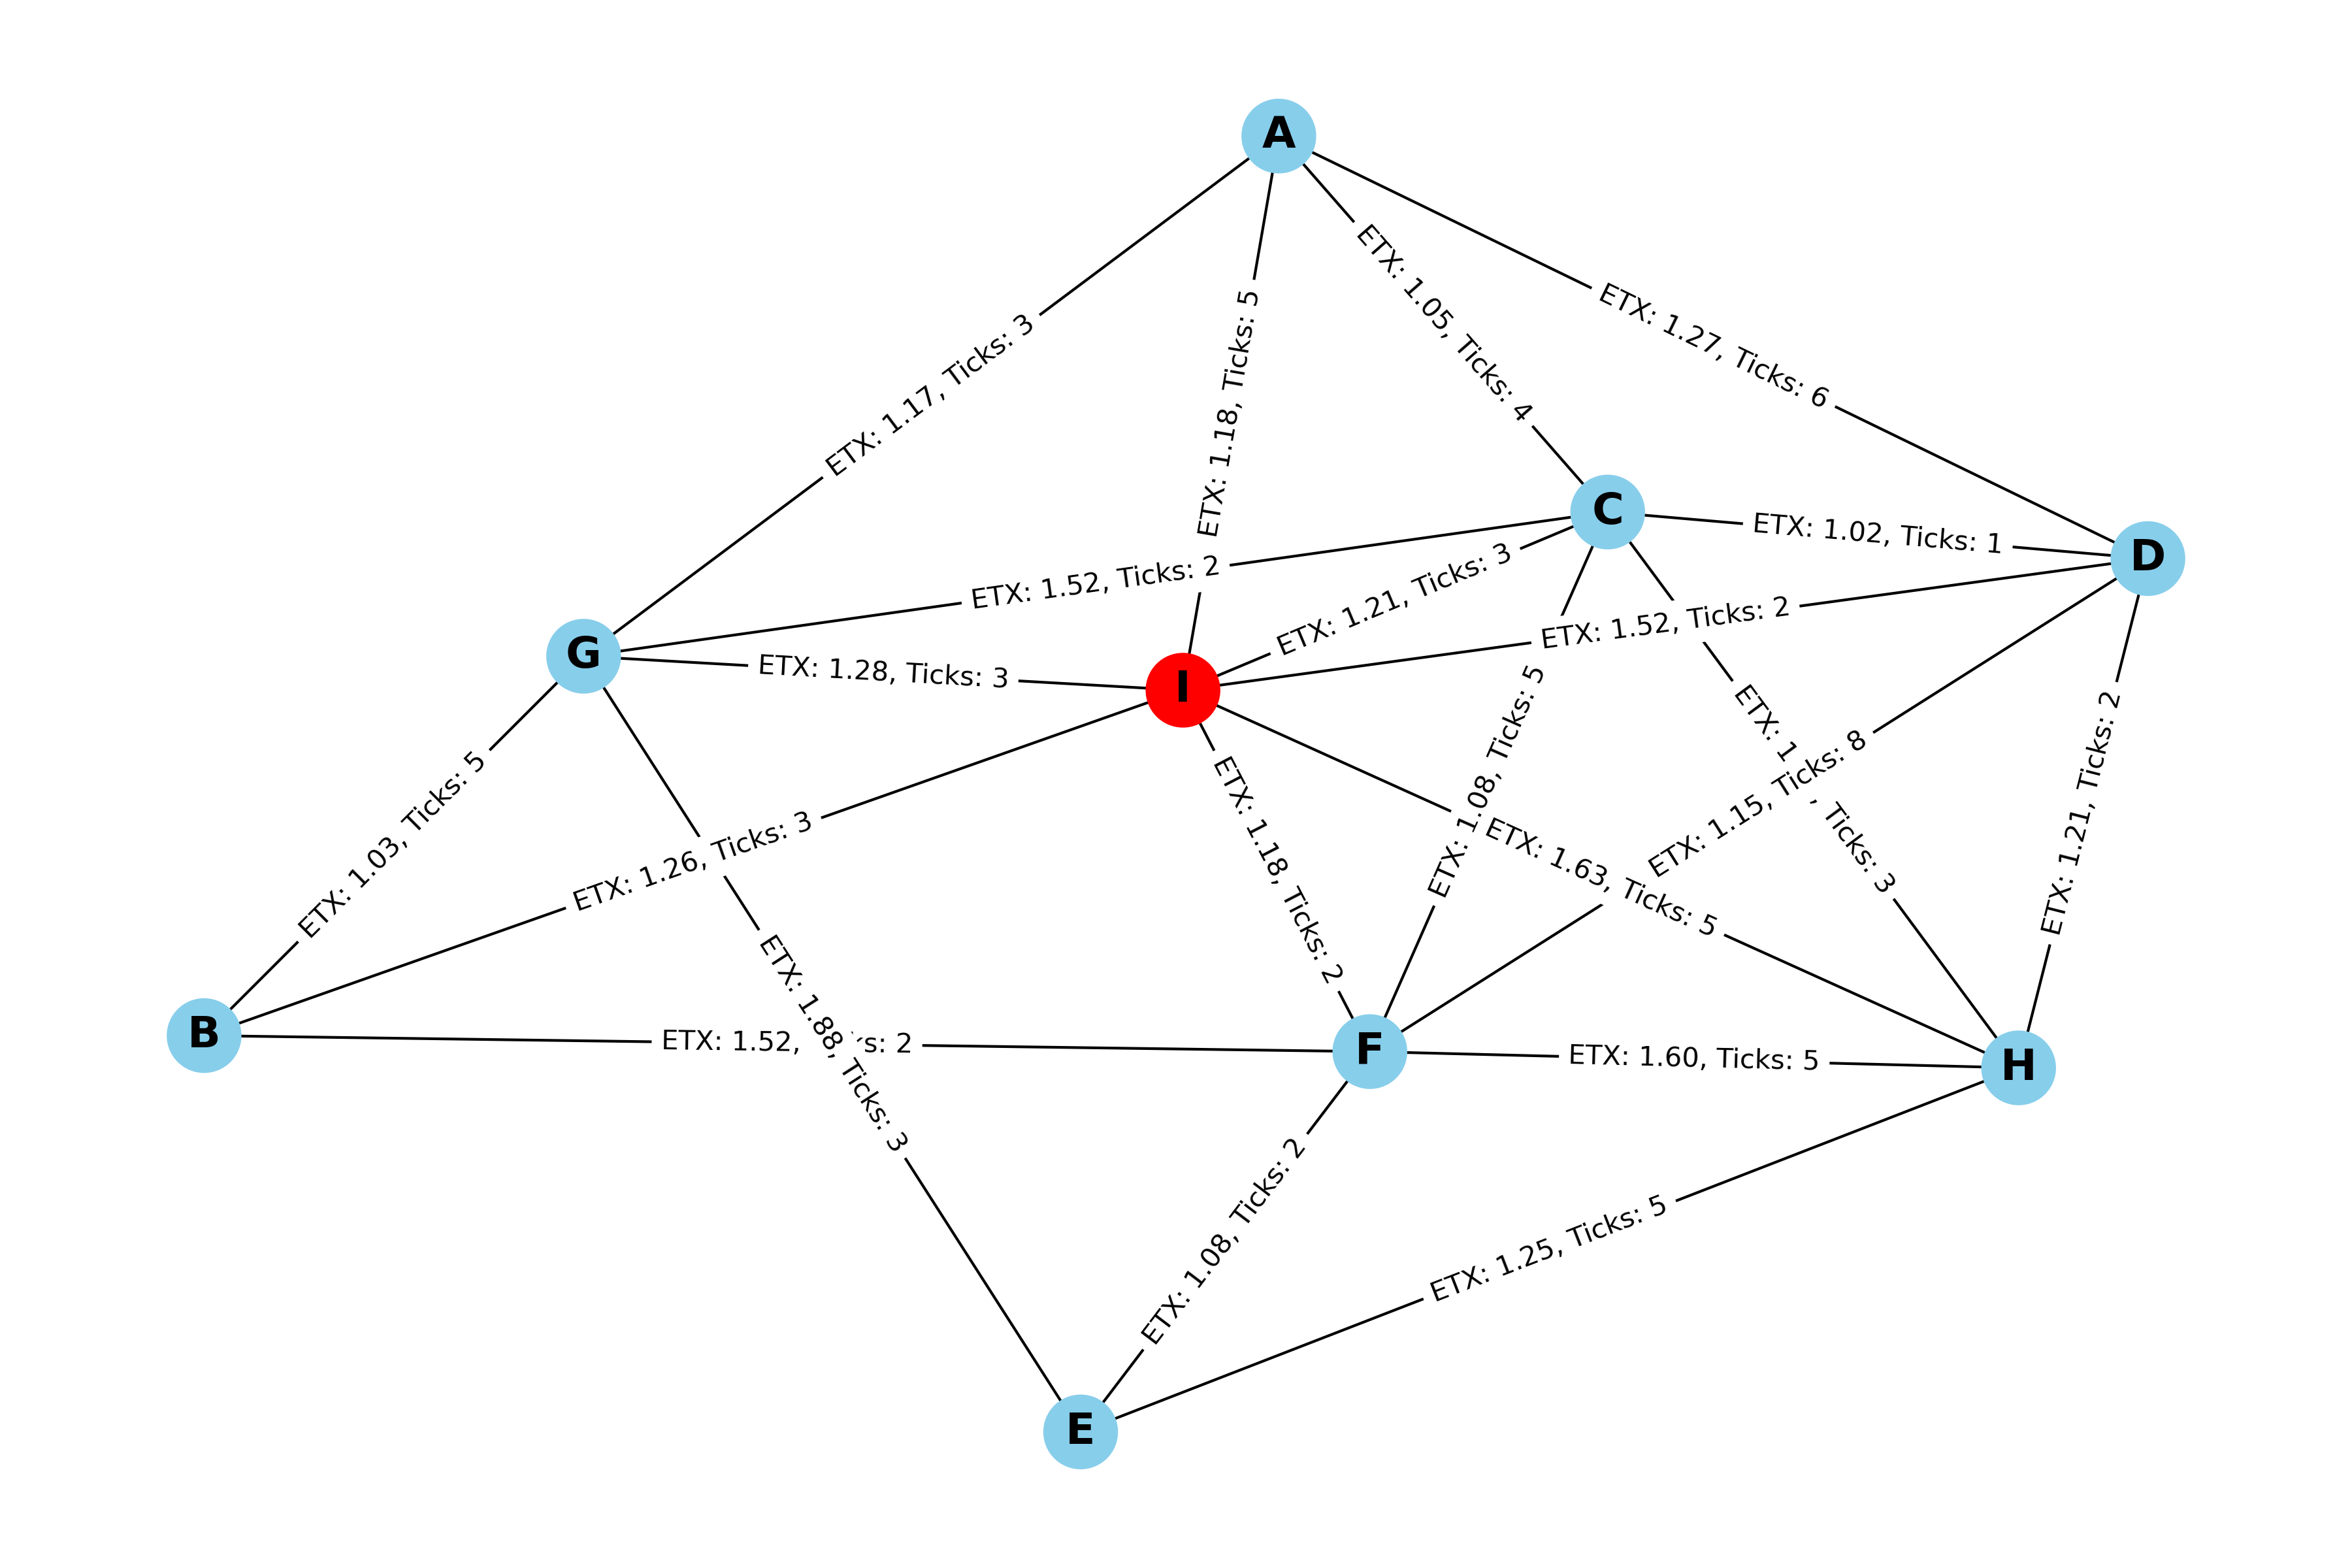 A
ETX: 1.17, Ticks: 3
ETX: 1.18, Ticks: 5
ETX: 1.05, Ticks: 4
ETX: 1.27, Ticks: 6
C
D
ETX: 1.02, Ticks: 1
ETX: 1.52, Ticks: 2
ETX: 1.21, Ticks: 3
ETX: 1.52, Ticks: 2
G
ETX: 1.28, Ticks: 3
I
ETX: 1.03, Ticks: 5
ETX: 1.26, Ticks: 3
ETX: 1.18, Ticks: 2
ETX: 1.08, Ticks: 5
ETX: 1.63, Ticks: 5
ETX: 1.15, Ticks: 8
ETX: , Ticks: 3
ETX: 1.21, Ticks: 2
B
ETX: 1.52, 2
ETX: 1.88, Ticks: 3
F
ETX: 1.60, Ticks: 5
H
ETX: 1.08, Ticks: 2
ETX: 1.25, Ticks: 5
E